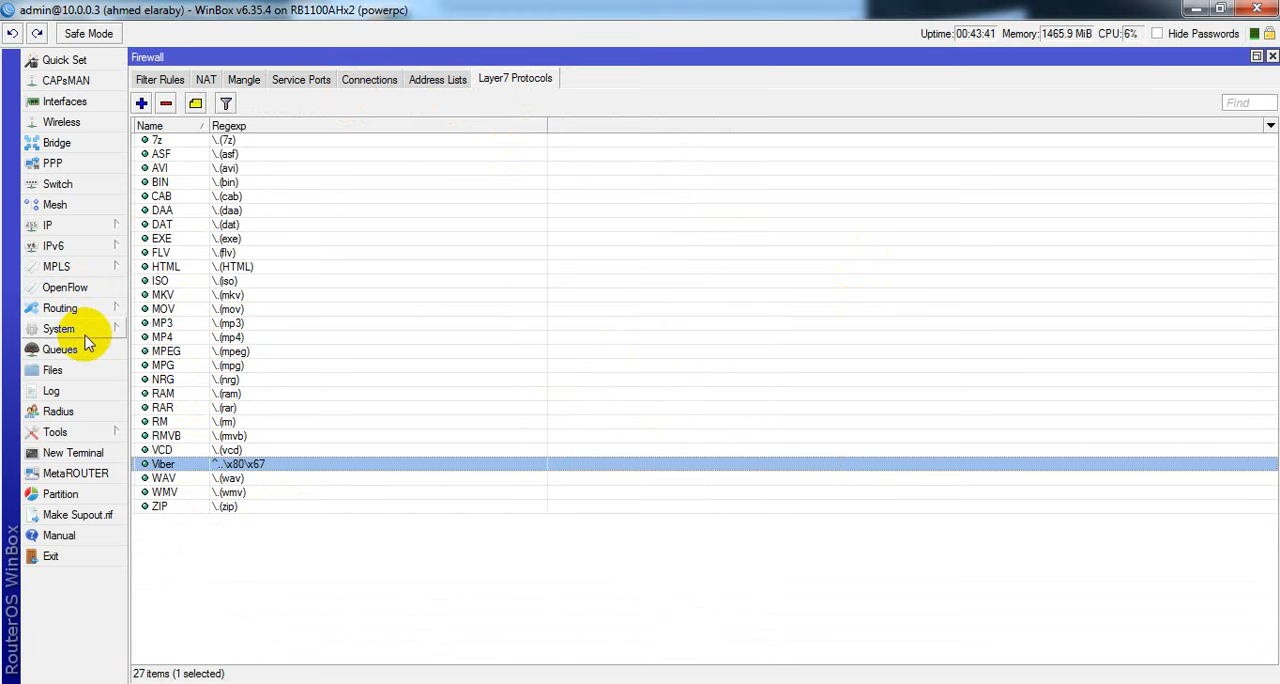 admin@10.0.0.3 (ahmed elaraby) - WinBox v6.35.4 on RB1100AHx2 (powerpc)
Safe Mode Uptime: 00:43:41 Memory: 1465.9 MiB CPU: 6% Hide Passwords
Quick Set
CAPsMAN
Interfaces
Wireless
Bridge
PPP
Switch
Mesh
IP
IPv6
MPLS
OpenFlow
Routing
System
Queues
Files
Log
Radius
Tools
New Terminal
MetaROUTER
Partition
Make Supout.rif
Manual
Exit
RouterOS WinBox
Firewall
Filter Rules NAT Mangle Service Ports Connections Address Lists Layer7 Protocols
Find
Name Regexp
7z \.(7z)
ASF \.(asf)
AVI \.(avi)
BIN \.(bin)
CAB \.(cab)
DAA \.(daa)
DAT \.(dat)
EXE \.(exe)
FLV \.(flv)
HTML \.(HTML)
ISO \.(iso)
MKV \.(mkv)
MOV \.(mov)
MP3 \.(mp3)
MP4 \.(mp4)
MPEG \.(mpeg)
MPG \.(mpg)
NRG \.(nrg)
RAM \.(ram)
RAR \.(rar)
RM \.(rm)
RMVB \.(rmvb)
VCD \.(vcd)
Viber ^..\x80\x67
WAV \.(wav)
WMV \.(wmv)
ZIP \.(zip)
27 items (1 selected)